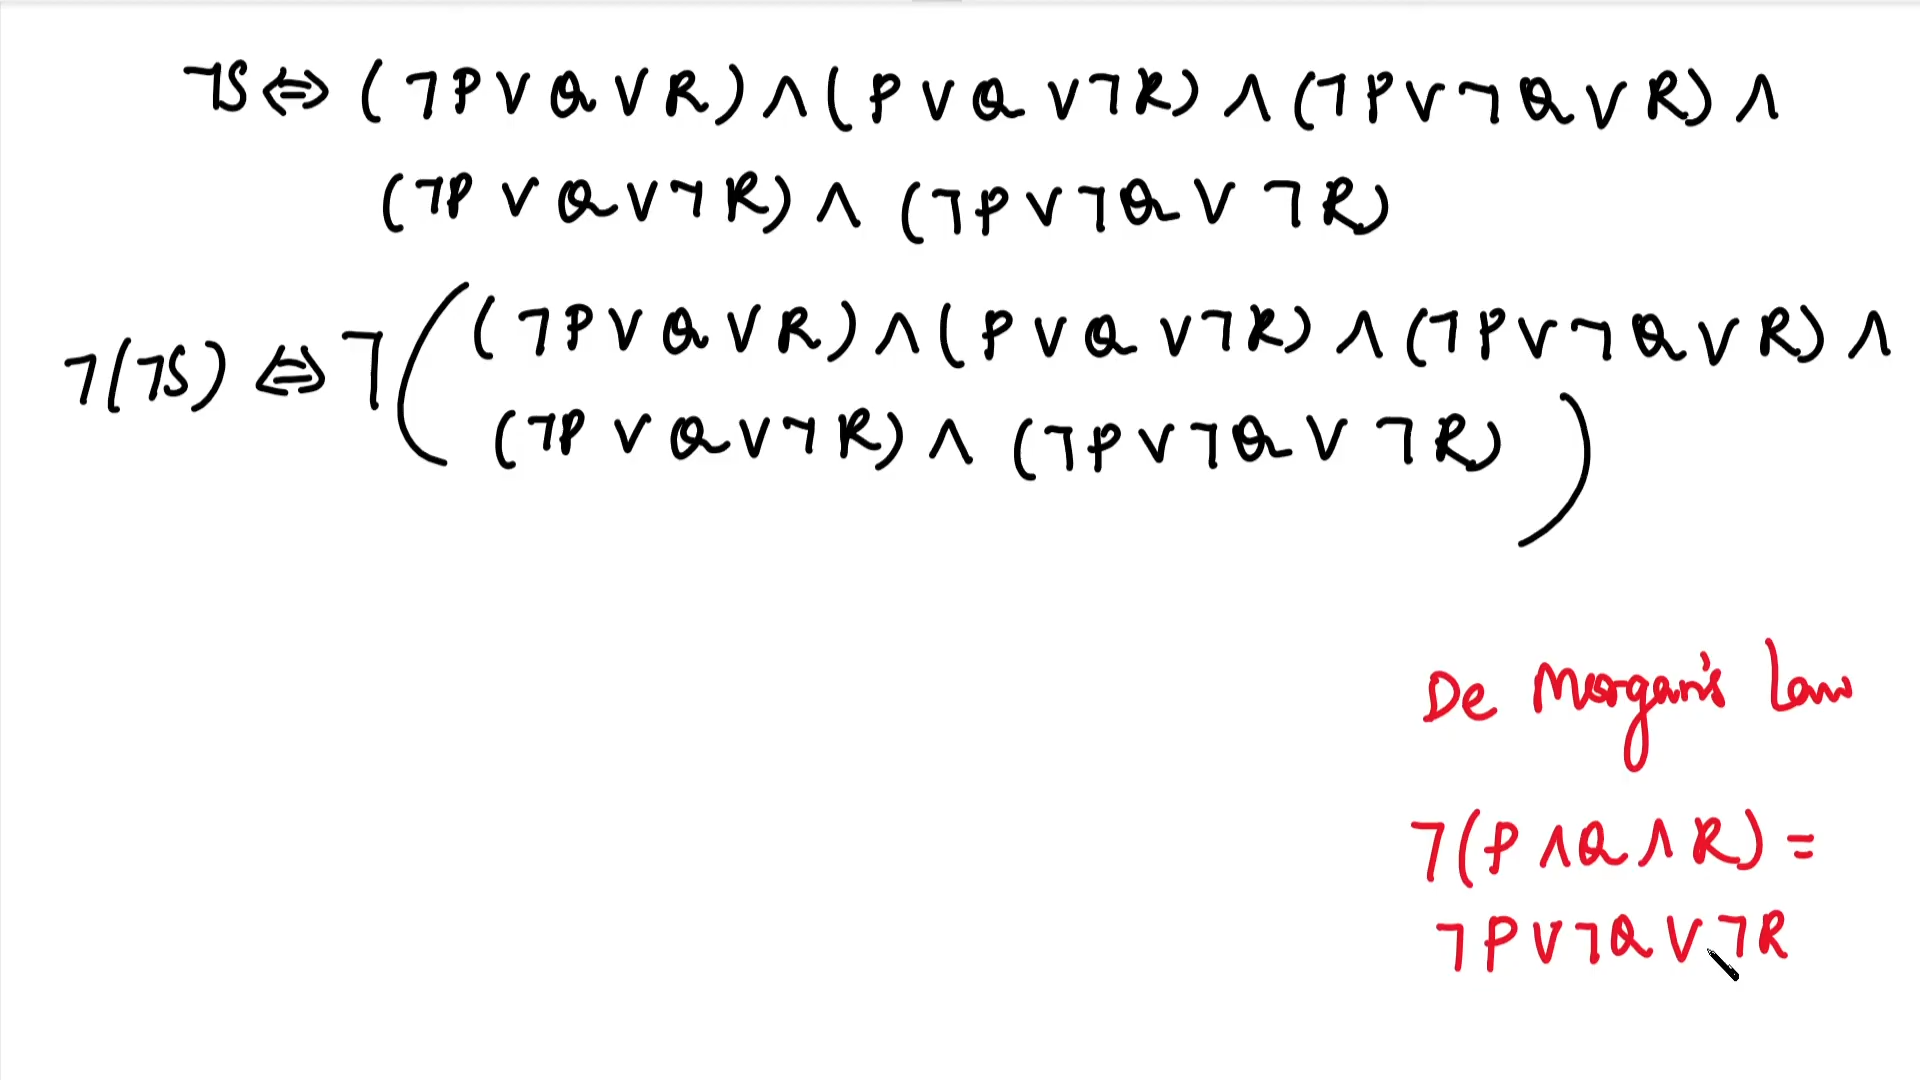 ¬S⇔(¬P∨Q∨R)∧(P∨Q∨¬R)∧(¬P∨¬Q∨R)∧
(¬P∨Q∨¬R)∧(¬P∨¬Q∨¬R)
¬(¬S)⇔¬((¬P∨Q∨R)∧(P∨Q∨¬R)∧(¬P∨¬Q∨R)∧
(¬P∨Q∨¬R)∧(¬P∨¬Q∨¬R))
De Morgan's Law
¬(P∧Q∧R)=
¬P∨¬Q∨¬R